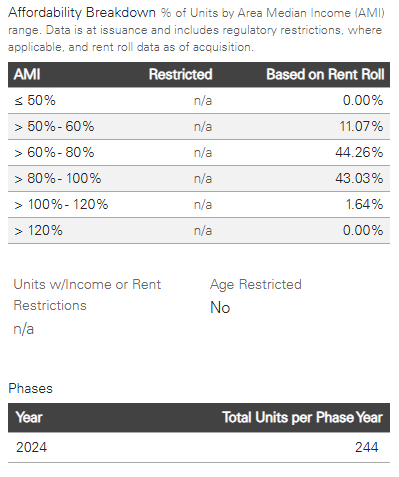 Affordability Breakdown % of Units by Area Median Income (AMI)
range. Data is at issuance and includes regulatory restrictions, where
applicable, and rent roll data as of acquisition.
AMI Restricted Based on Rent Roll
≤ 50% n/a 0.00%
> 50%- 60% n/a 11.07%
> 60%- 80% n/a 44.26%
> 80%- 100% n/a 43.03%
> 100%- 120% n/a 1.64%
> 120% n/a 0.00%
Units w/Income or Rent
Restrictions
n/a
Age Restricted
No
Phases
Year Total Units per Phase Year
2024 244